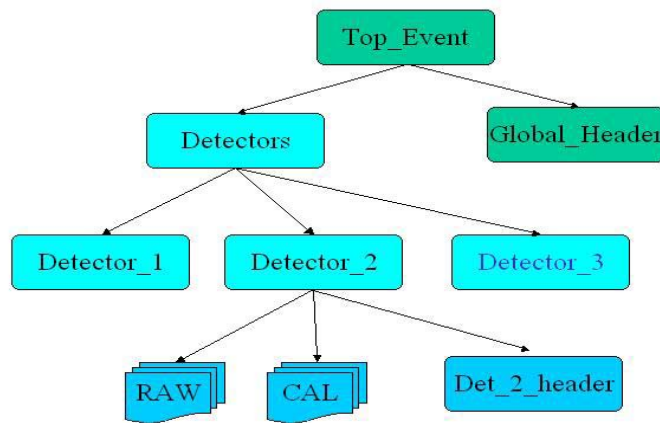 Top_Event
Detectors
Global_Header
Detector_1
Detector_2
Detector_3
RAW
CAL
Det_2_header